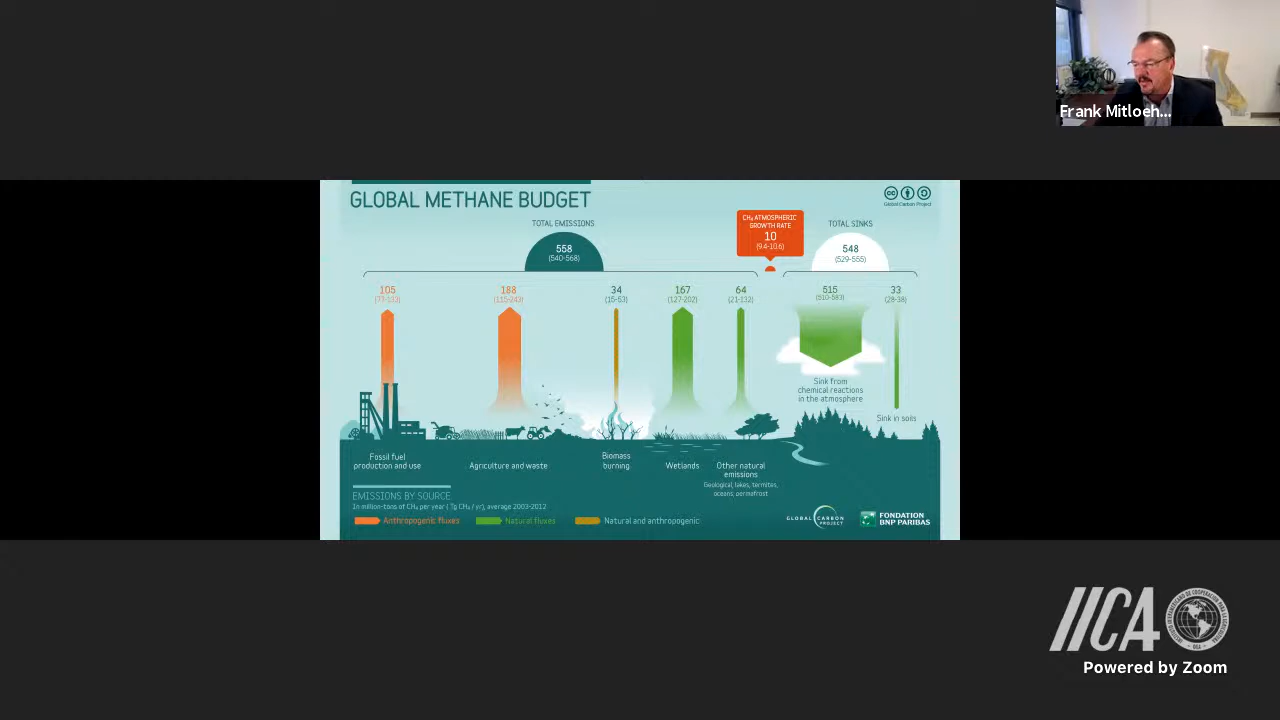 Frank Mitloeh...
GLOBAL METHANE BUDGET
Global Carbon Project
TOTAL EMISSIONS
CH₄ ATMOSPHERIC
GROWTH RATE
10
(9.4-10.6)
TOTAL SINKS
558
(540-568)
548
(529-555)
105
(77-133)
188
(115-243)
34
(15-53)
167
(127-202)
64
(21-132)
515
(510-583)
33
(28-38)
Sink from
chemical reactions
in the atmosphere
Sink in soils
Fossil fuel
production and use
Agriculture and waste
Biomass
burning
Wetlands
Other natural
emissions
Geological, lakes, termites,
oceans, permafrost
EMISSIONS BY SOURCE
In million-tons of CH₄ per year (Tg CH₄ / yr), average 2003-2012
Anthropogenic fluxes
Natural fluxes
Natural and anthropogenic
GLOBAL CARBON
PROJECT
FONDATION
BNP PARIBAS
IICA
Powered by Zoom